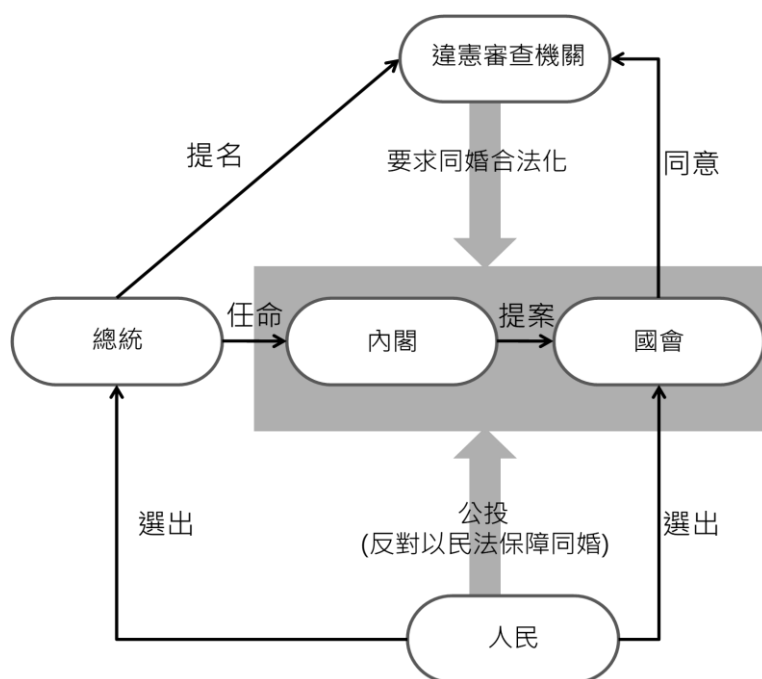 違憲審查機關
提名
要求同婚合法化
同意
總統
任命
內閣
提案
國會
選出
公投
(反對以民法保障同婚)
選出
人民